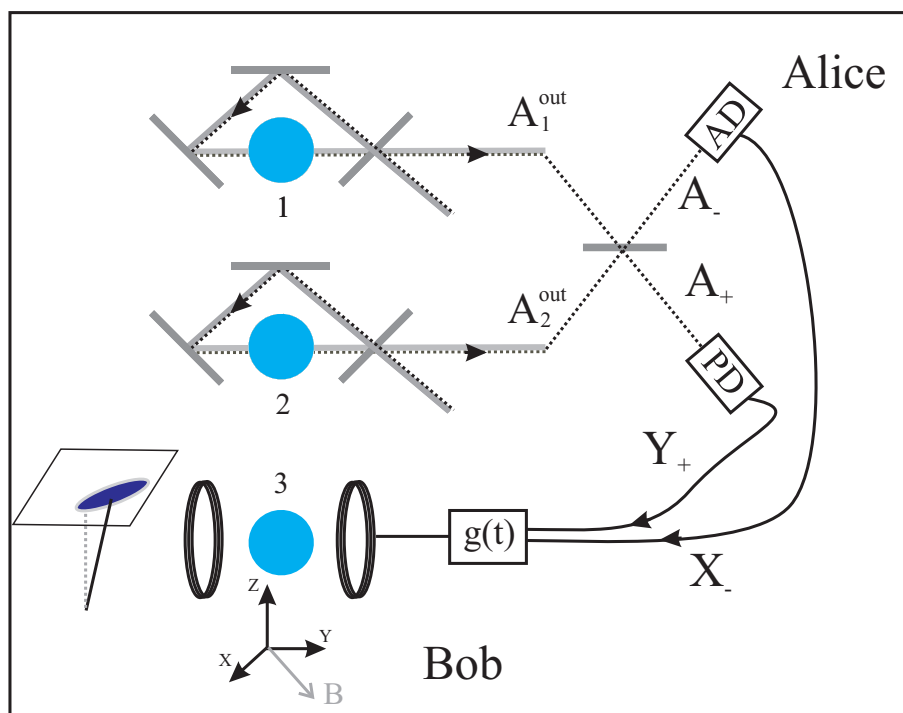 Alice
AD
A₁ᵒᵘᵗ
1
A₋
A₊
A₂ᵒᵘᵗ
2
PD
Y₊
3
g(t)
X₋
Z
Y
X
B
Bob